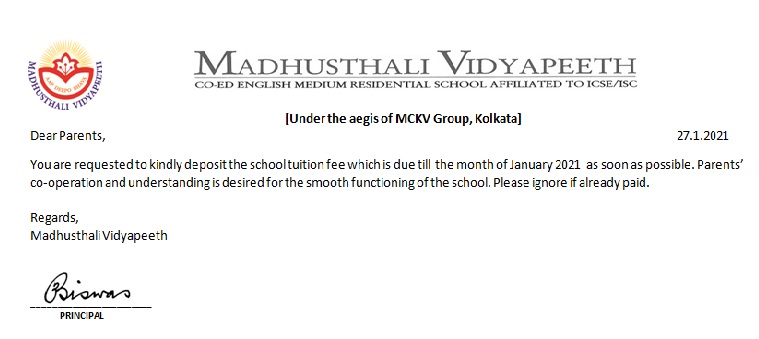 MADHUSTHALI VIDYAPEETH
MADHUSTHALI VIDYAPEETH
CO-ED ENGLISH MEDIUM RESIDENTIAL SCHOOL AFFILIATED TO ICSE/ISC
[Under the aegis of MCKV Group, Kolkata]
Dear Parents, 27.1.2021
You are requested to kindly deposit the school tuition fee which is due till the month of January 2021 as soon as possible. Parents’
co-operation and understanding is desired for the smooth functioning of the school. Please ignore if already paid.
Regards,
Madhusthali Vidyapeeth
Biswas
PRINCIPAL